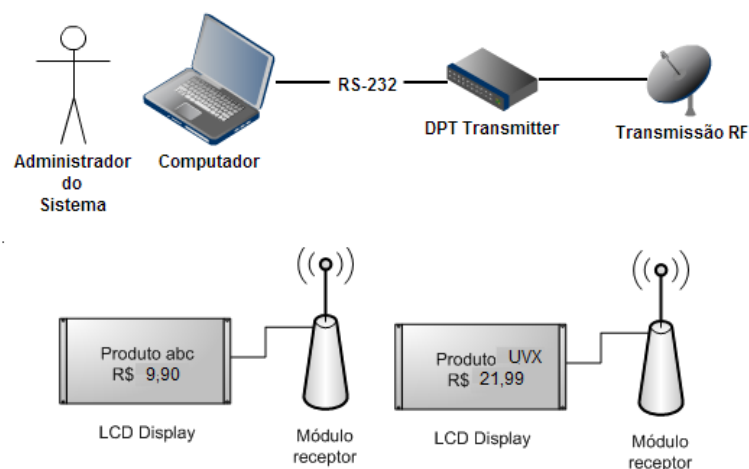 RS-232
DPT Transmitter
Transmissão RF
Administrador
do
Sistema
Computador
Produto abc
R$ 9,90
LCD Display
Módulo
receptor
Produto UVX
R$ 21,99
LCD Display
Módulo
receptor